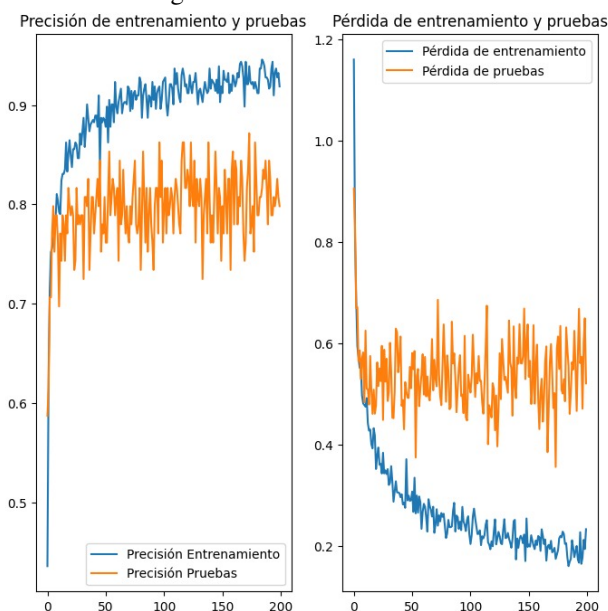 Precisión de entrenamiento y pruebas
0.9
0.8
0.7
0.6
0.5
0 50 100 150 200
Precisión Entrenamiento
Precisión Pruebas
Pérdida de entrenamiento y pruebas
1.2
1.0
0.8
0.6
0.4
0.2
0 50 100 150 200
Pérdida de entrenamiento
Pérdida de pruebas